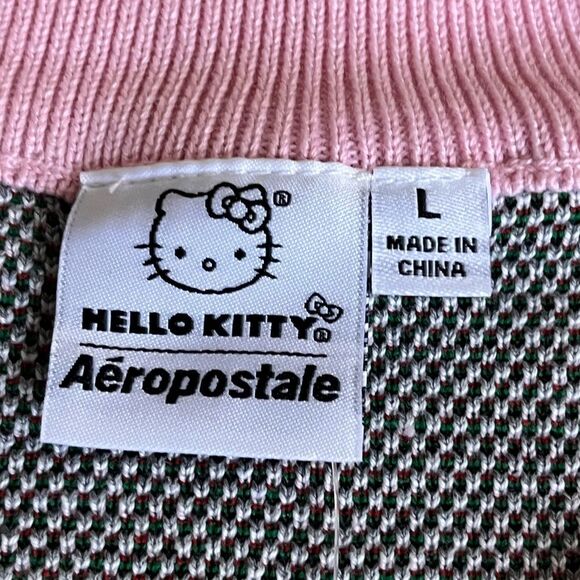 ®
HELLO KITTY®
Aéropostale
L
MADE IN
CHINA